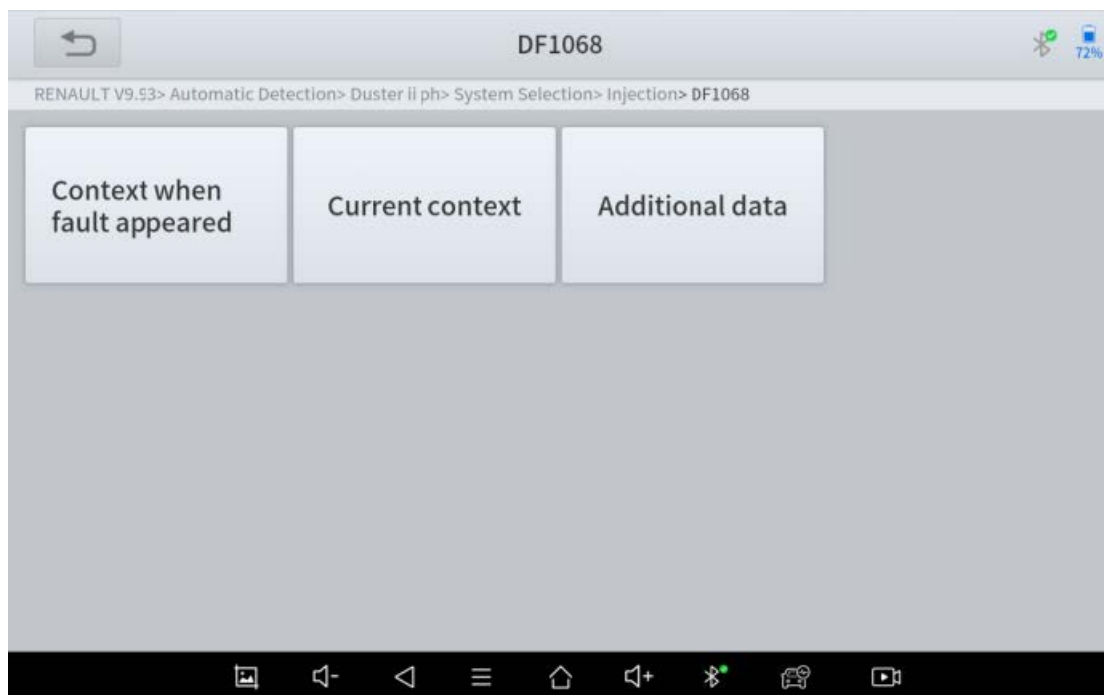 DF1068
72%
RENAULT V9.53> Automatic Detection> Duster ii ph> System Selection> Injection> DF1068
Context when
fault appeared
Current context
Additional data